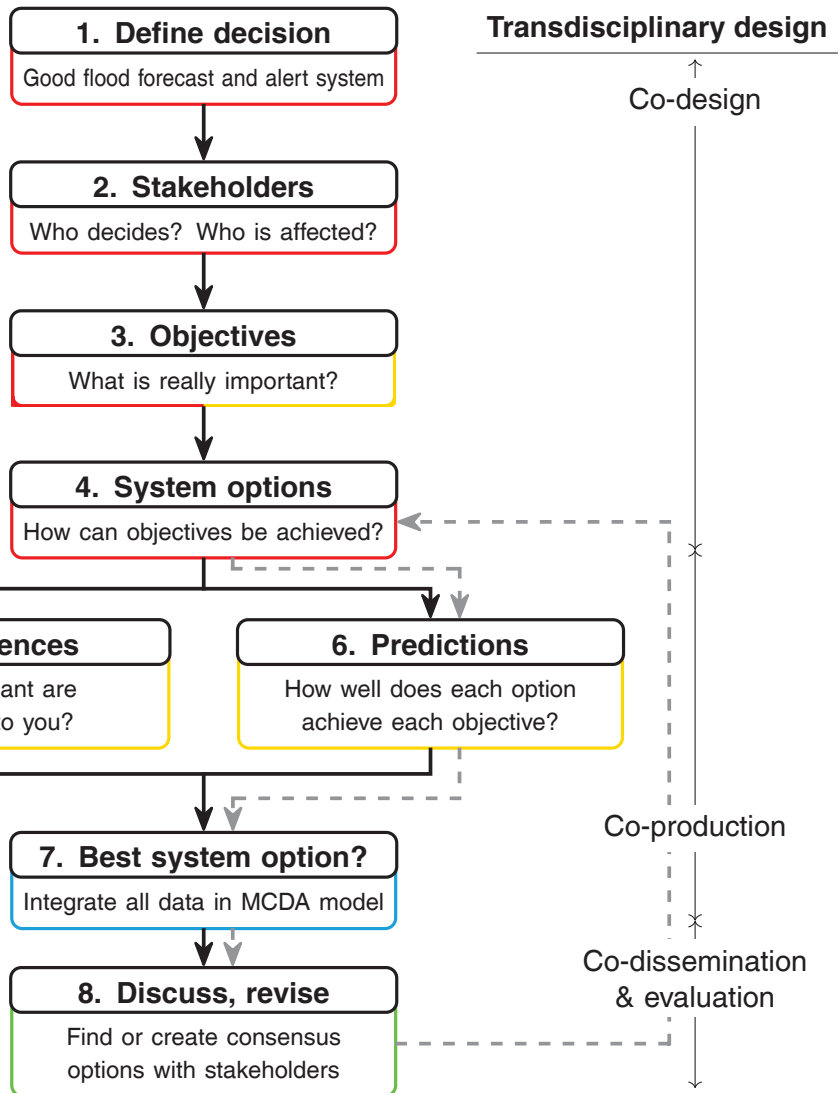 Transdisciplinary design
1. Define decision
Good flood forecast and alert system
Co-design
2. Stakeholders
Who decides? Who is affected?
3. Objectives
What is really important?
4. System options
How can objectives be achieved?
ences
ant are
to you?
6. Predictions
How well does each option
achieve each objective?
Co-production
7. Best system option?
Integrate all data in MCDA model
Co-dissemination
& evaluation
8. Discuss, revise
Find or create consensus
options with stakeholders